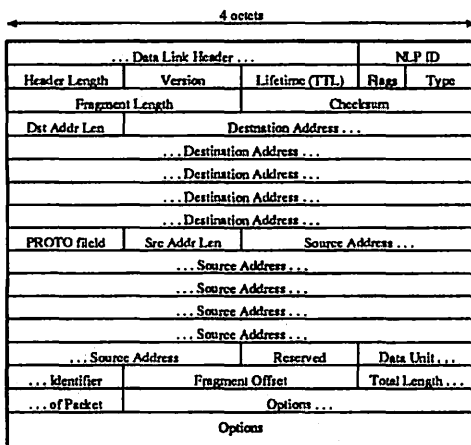 4 octets
... Data Link Header ... NLP ID
Header Length Version Lifetime (TTL) Flags Type
Fragment Length Checksum
Dst Addr Len Destination Address ...
... Destination Address ...
... Destination Address ...
... Destination Address ...
... Destination Address ...
PROTO field Src Addr Len Source Address ...
... Source Address ...
... Source Address ...
... Source Address ...
... Source Address ...
... Source Address Reserved Data Unit ...
... Identifier Fragment Offset Total Length ...
... of Packet Options ...
Options